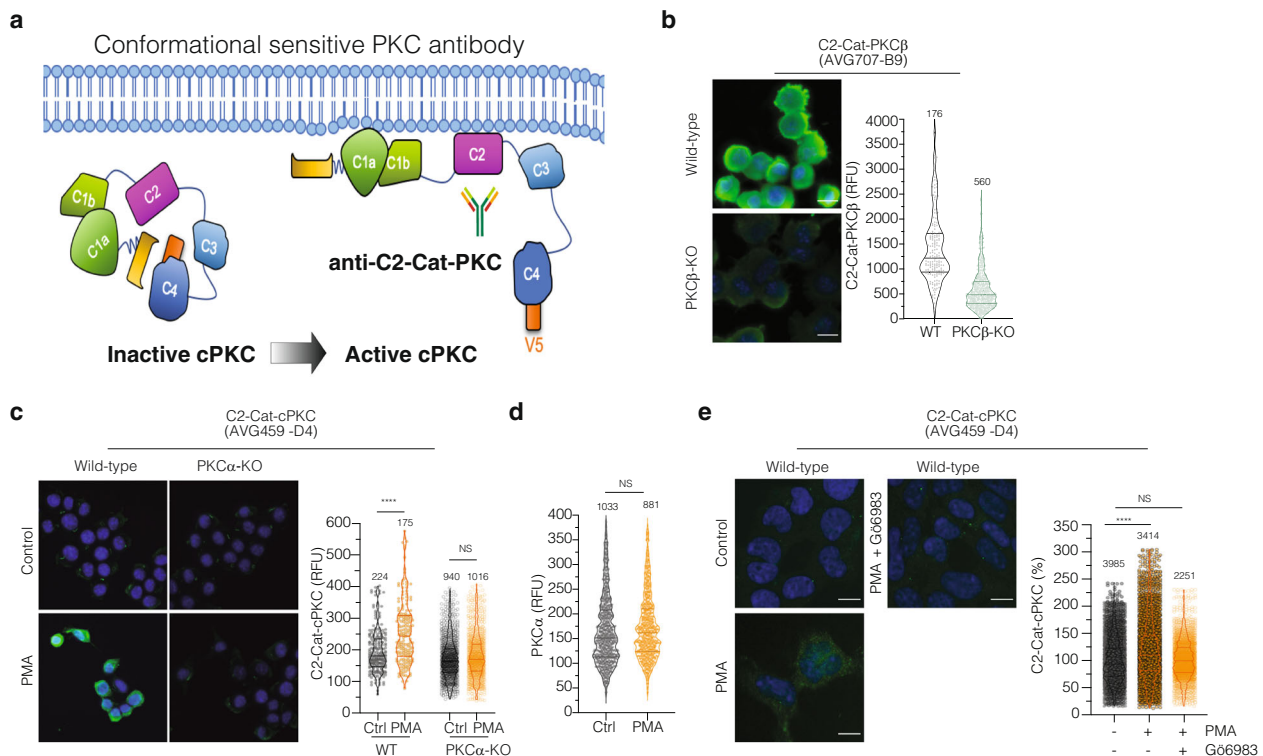 a
Conformational sensitive PKC antibody
C1b
C2
C1a
C3
C4
C1a
C1b
C2
C3
C4
V5
anti-C2-Cat-PKC
Inactive cPKC
Active cPKC
b
C2-Cat-PKCβ
(AVG707-B9)
Wild-type
PKCβ-KO
C2-Cat-PKCβ (RFU)
4000
3500
3000
2500
2000
1500
1000
500
0
176
560
WT
PKCβ-KO
c
C2-Cat-cPKC
(AVG459 -D4)
Wild-type
PKCα-KO
Control
PMA
C2-Cat-cPKC (RFU)
600
500
400
300
200
100
0
****
175
224
NS
940
1016
Ctrl PMA
Ctrl PMA
WT
PKCα-KO
d
PKCα (RFU)
400
350
300
250
200
150
100
50
0
NS
1033
881
Ctrl
PMA
e
C2-Cat-cPKC
(AVG459 -D4)
Wild-type
Wild-type
Control
PMA + Gö6983
PMA
C2-Cat-cPKC (%)
350
300
250
200
150
100
50
0
NS
****
3414
3985
2251
- + + PMA
- - + Gö6983